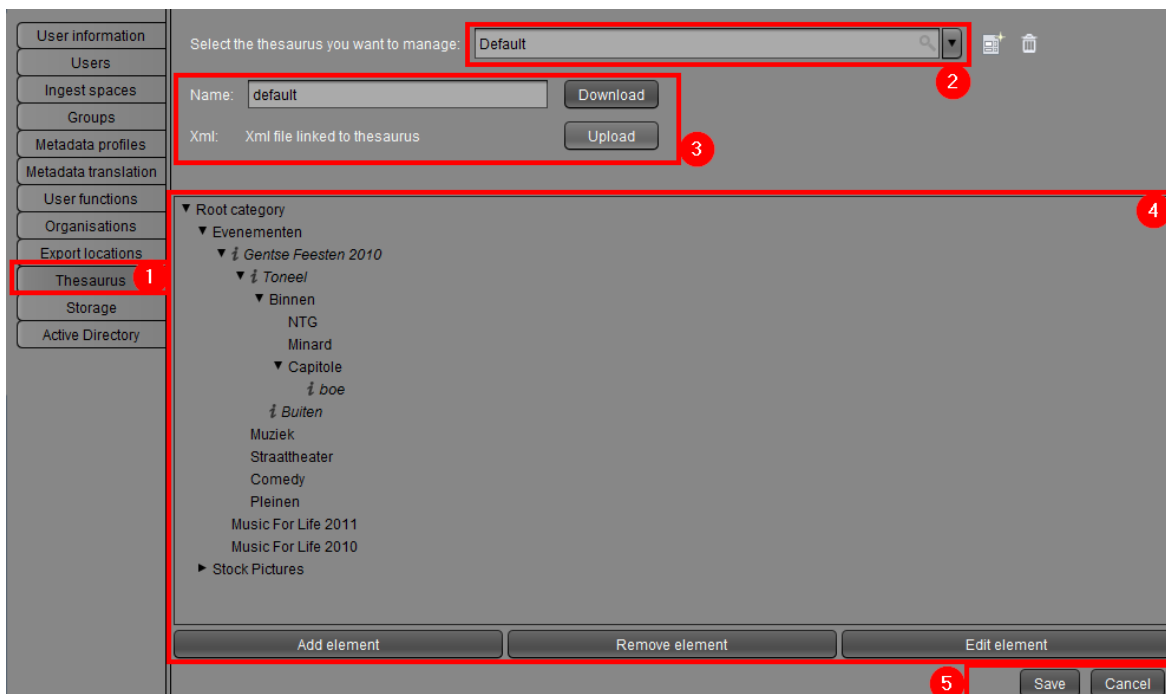 User information
Users
Ingest spaces
Groups
Metadata profiles
Metadata translation
User functions
Organisations
Export locations
Thesaurus 1
Storage
Active Directory
Select the thesaurus you want to manage: Default
2
Name: default Download
Xml: Xml file linked to thesaurus Upload
3
4
Root category
Evenementen
i Gentse Feesten 2010
i Toneel
Binnen
NTG
Minard
Capitole
i boe
i Buiten
Muziek
Straattheater
Comedy
Pleinen
Music For Life 2011
Music For Life 2010
Stock Pictures
Add element Remove element Edit element
5 Save Cancel